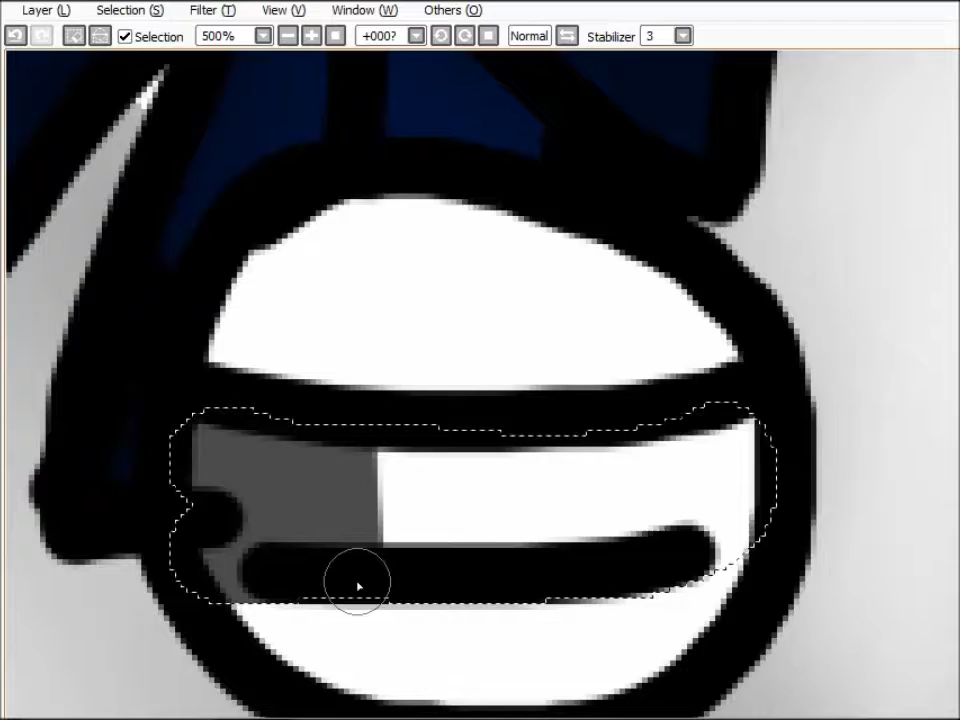 Layer (L) Selection (S) Filter (T) View (V) Window (W) Others (O)
Selection 500% +000? Normal Stabilizer 3